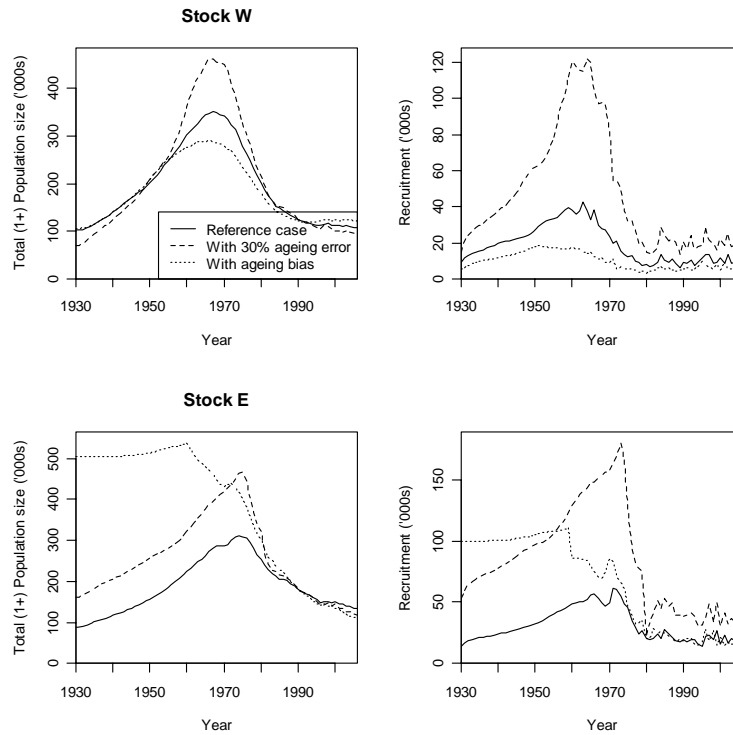 Stock W
Total (1+) Population size ('000s)
400
300
200
100
0
Reference case
With 30% ageing error
With ageing bias
1930 1950 1970 1990
Year
Recruitment ('000s)
120
100
80
60
40
20
0
1930 1950 1970 1990
Year
Stock E
Total (1+) Population size ('000s)
500
400
300
200
100
0
1930 1950 1970 1990
Year
Recruitment ('000s)
150
100
50
0
1930 1950 1970 1990
Year